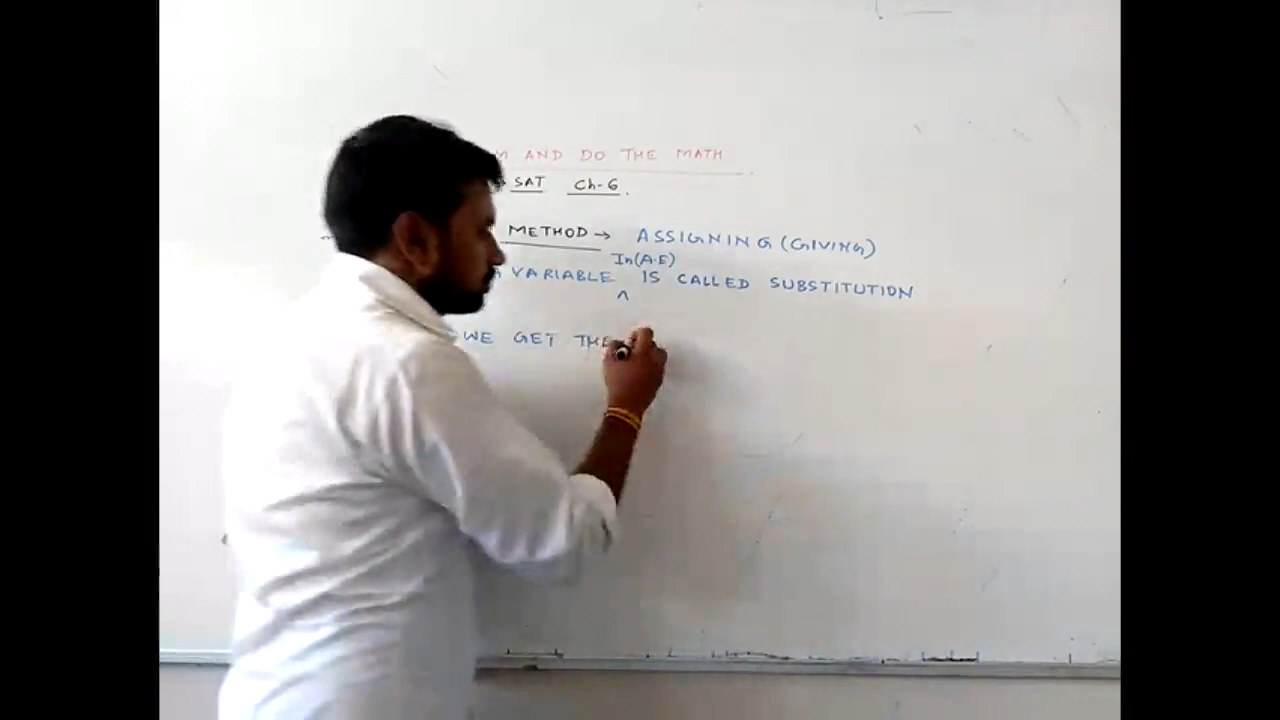 AND DO THE MATH
SAT Ch-6.
METHOD → ASSIGNING (GIVING)
In(A.E)
VARIABLE ^ IS CALLED SUBSTITUTION
WE GET THE